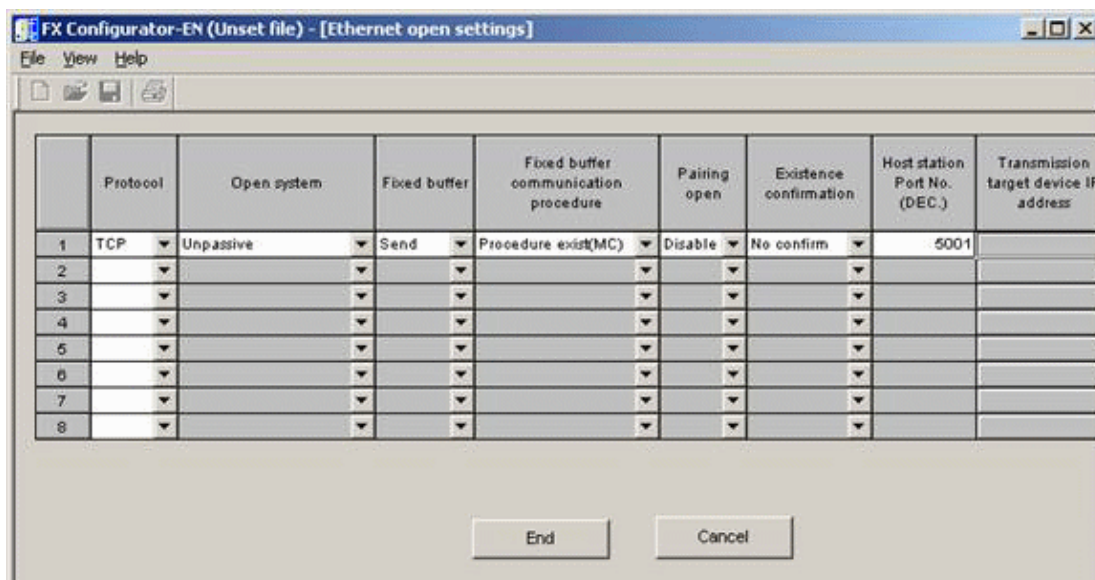 FX Configurator-EN (Unset file) - [Ethernet open settings]
File View Help
Protocol Open system Fixed buffer Fixed buffer communication procedure Pairing open Existence confirmation Host station Port No. (DEC.) Transmission target device IP address
1 TCP Unpassive Send Procedure exist(MC) Disable No confirm 5001
2
3
4
5
6
7
8
End Cancel